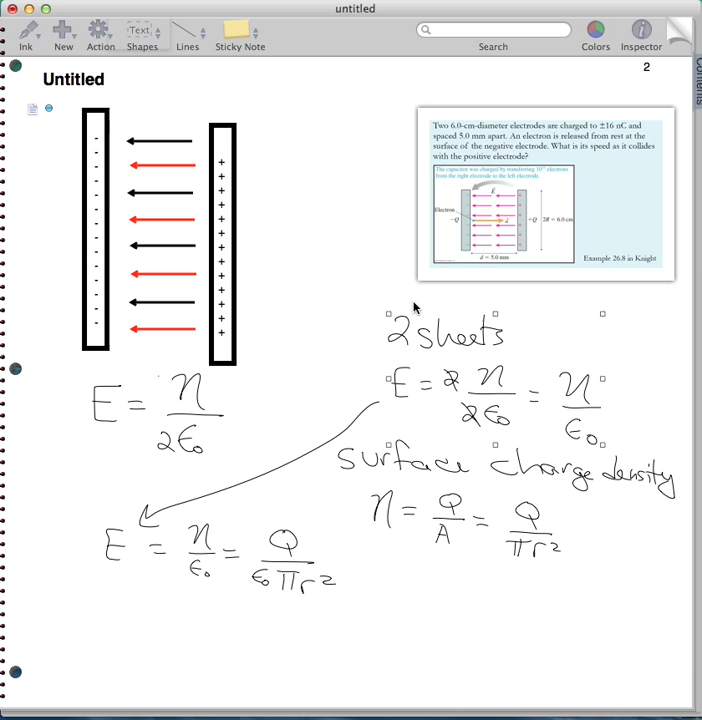 untitled
Ink New Action Text Shapes Lines Sticky Note Search Colors Inspector
Contents
2
Untitled
Two 6.0-cm-diameter electrodes are charged to ±16 nC and
spaced 5.0 mm apart. An electron is released from rest at the
surface of the negative electrode. What is its speed as it collides
with the positive electrode?
The capacitor was charged by transferring 10¹¹ electrons
from the right electrode to the left electrode.
E
Electron
-Q
+Q
2R = 6.0 cm
d = 5.0 mm
Example 26.8 in Knight
2 sheets
E = 2 η/2ε₀ = η/ε₀
E = η/2ε₀
surface charge density
η = Q/A = Q/πr²
E = η/ε₀ = Q/ε₀πr²